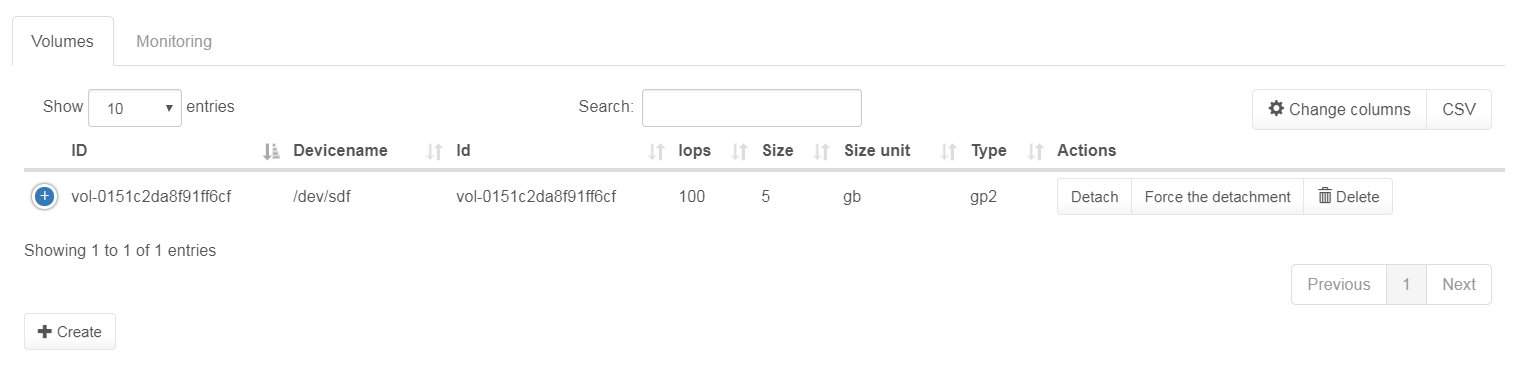 Volumes Monitoring
Show 10 entries Search: Change columns CSV
ID Devicename Id Iops Size Size unit Type Actions
vol-0151c2da8f91ff6cf /dev/sdf vol-0151c2da8f91ff6cf 100 5 gb gp2 Detach Force the detachment Delete
Showing 1 to 1 of 1 entries
Previous 1 Next
Create